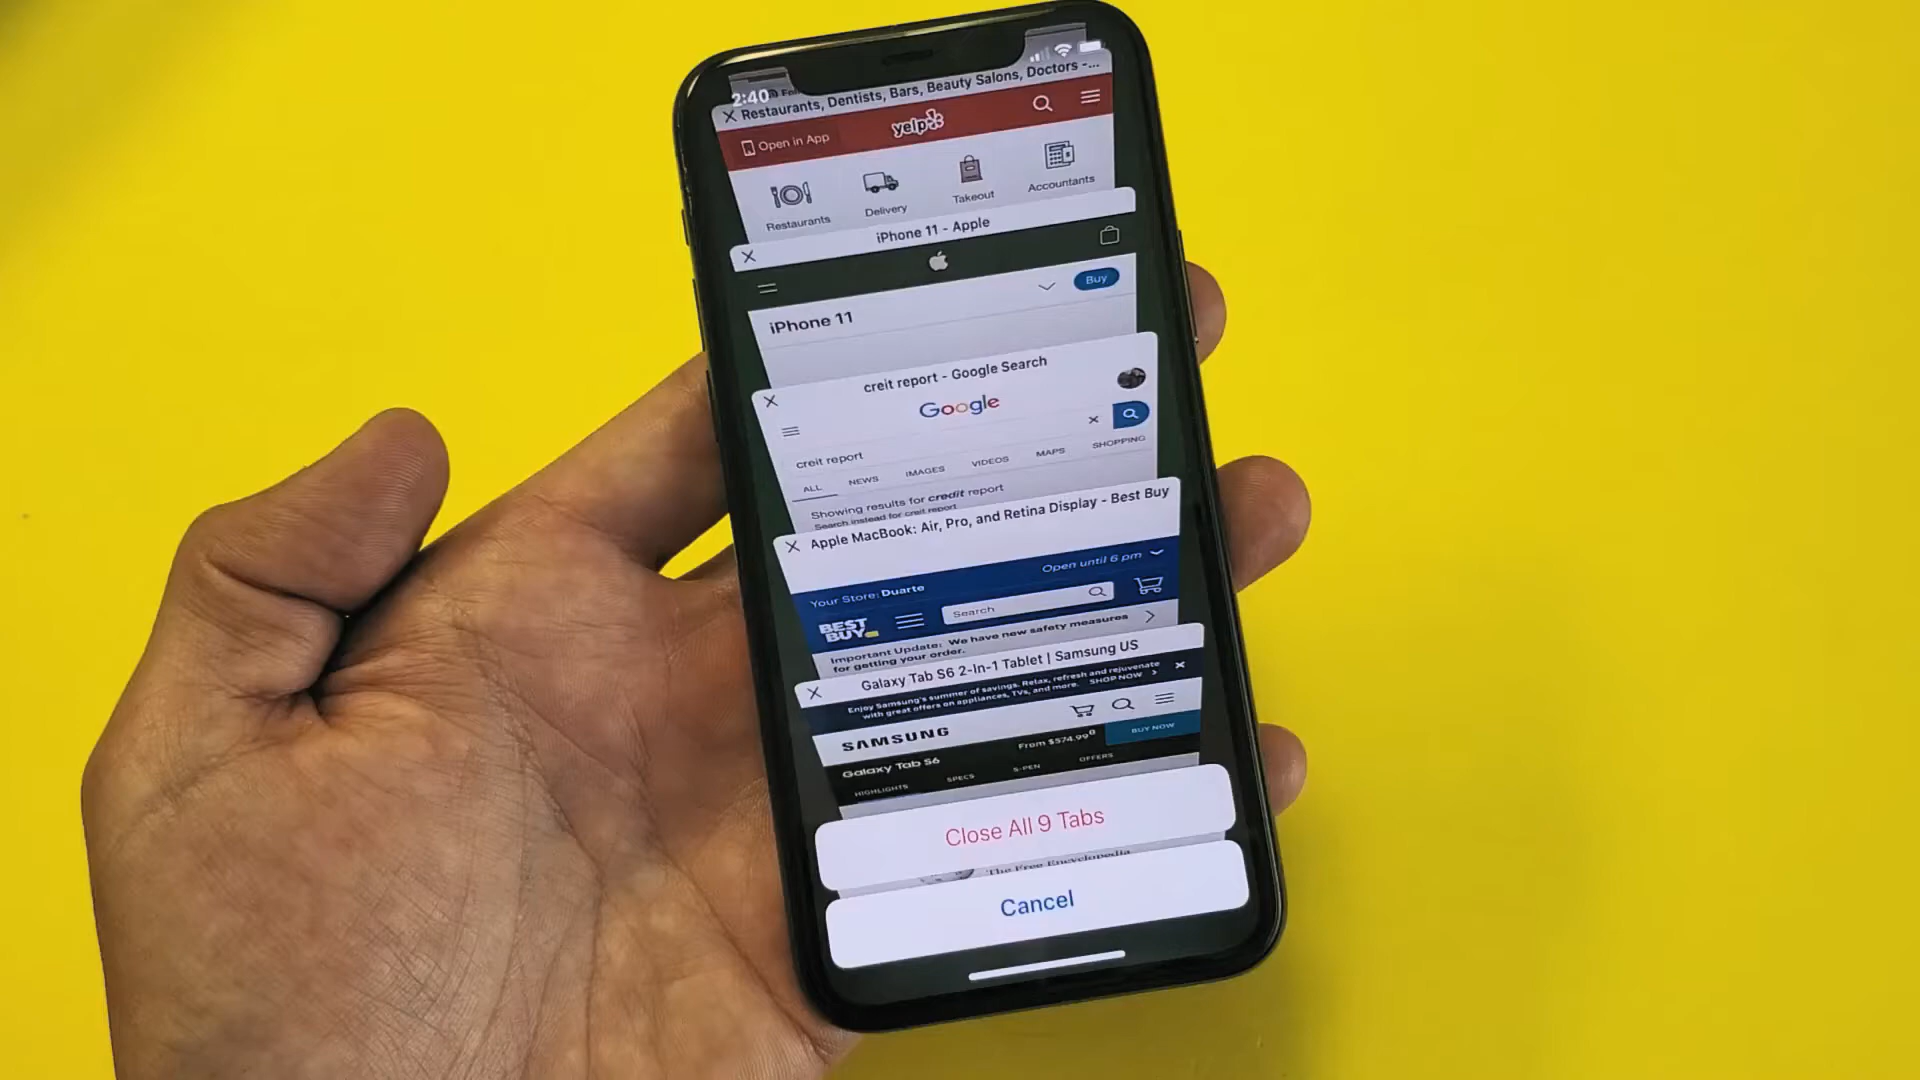 2:40
Restaurants, Dentists, Bars, Beauty Salons, Doctors -...
Open in App
yelp
Restaurants
Delivery
Takeout
Accountants
iPhone 11 - Apple
iPhone 11
Buy
creit report - Google Search
Google
creit report
ALL NEWS IMAGES VIDEOS MAPS SHOPPING
Showing results for credit report
Search instead for creit report
Apple MacBook: Air, Pro, and Retina Display - Best Buy
Your Store: Duarte
Open until 6 pm
BEST
BUY
Search
Important Update: We have new safety measures
for getting your order.
Galaxy Tab S6 2-In-1 Tablet | Samsung US
Enjoy Samsung's summer of savings. Relax, refresh and rejuvenate
with great offers on appliances, TVs, and more. SHOP NOW >
SAMSUNG
Galaxy Tab S6
From $574.99
BUY NOW
HIGHLIGHTS SPECS S-PEN OFFERS
Close All 9 Tabs
The Free Encyclopedia
Cancel